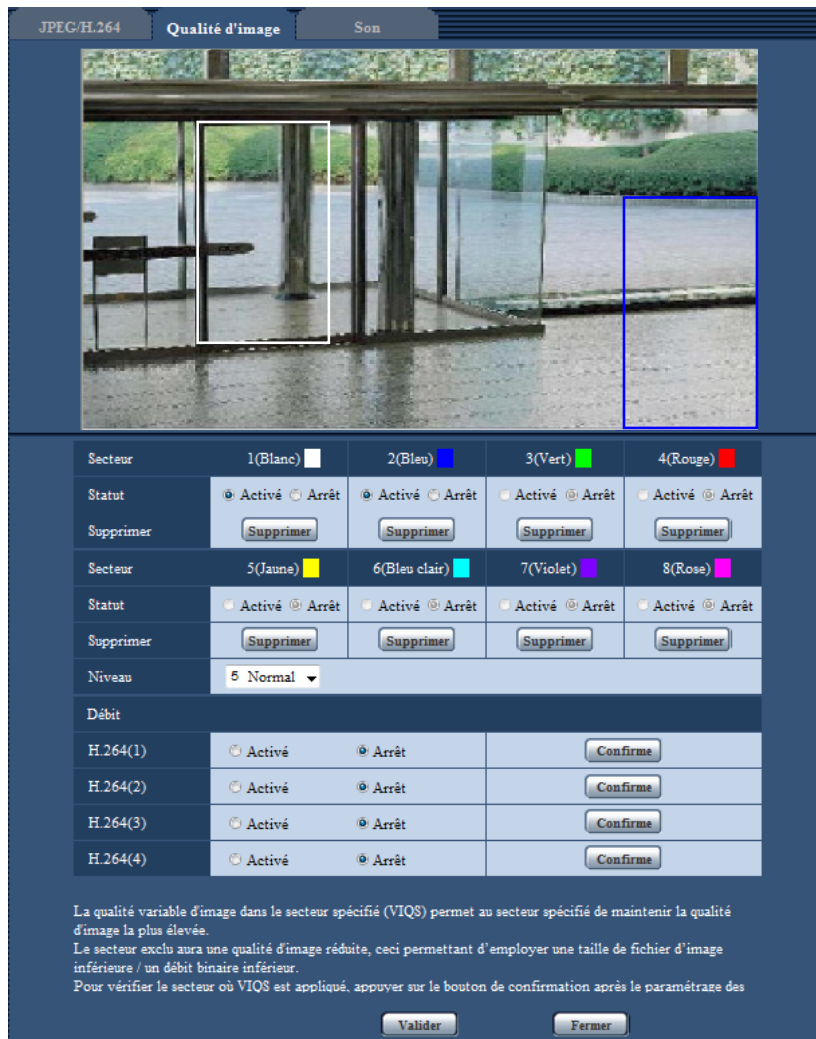 JPEG/H.264 Qualité d'image Son
Secteur 1(Blanc) 2(Bleu) 3(Vert) 4(Rouge)
Statut Activé Arrêt Activé Arrêt Activé Arrêt Activé Arrêt
Supprimer Supprimer Supprimer Supprimer Supprimer
Secteur 5(Jaune) 6(Bleu clair) 7(Violet) 8(Rose)
Statut Activé Arrêt Activé Arrêt Activé Arrêt Activé Arrêt
Supprimer Supprimer Supprimer Supprimer Supprimer
Niveau 5 Normal
Débit
H.264(1) Activé Arrêt Confirme
H.264(2) Activé Arrêt Confirme
H.264(3) Activé Arrêt Confirme
H.264(4) Activé Arrêt Confirme
La qualité variable d'image dans le secteur spécifié (VIQS) permet au secteur spécifié de maintenir la qualité
d'image la plus élevée.
Le secteur exclu aura une qualité d'image réduite, ceci permettant d’employer une taille de fichier d’image
inférieure / un débit binaire inférieur.
Pour vérifier le secteur où VIQS est appliqué, appuyer sur le bouton de confirmation après le paramétrage des
Valider Fermer